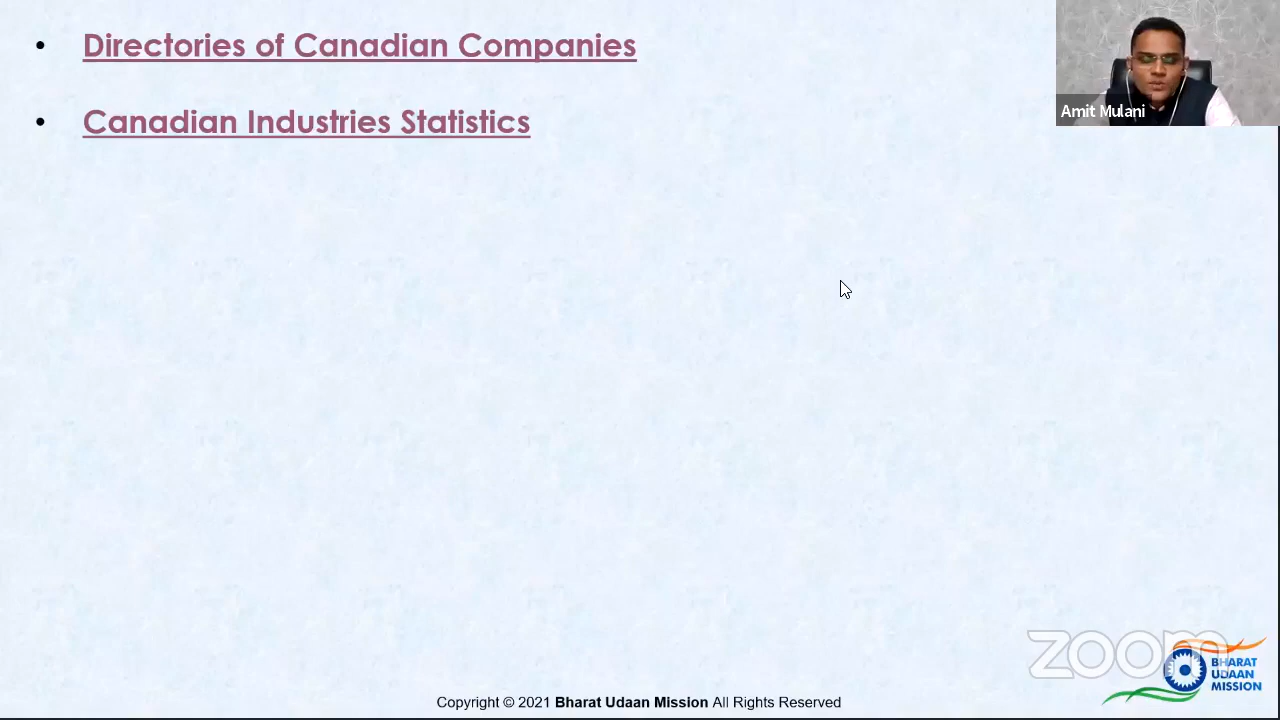 • Directories of Canadian Companies
Amit Mulani
• Canadian Industries Statistics
zoom
BHARAT
UDAAN
MISSION
Copyright © 2021 Bharat Udaan Mission All Rights Reserved